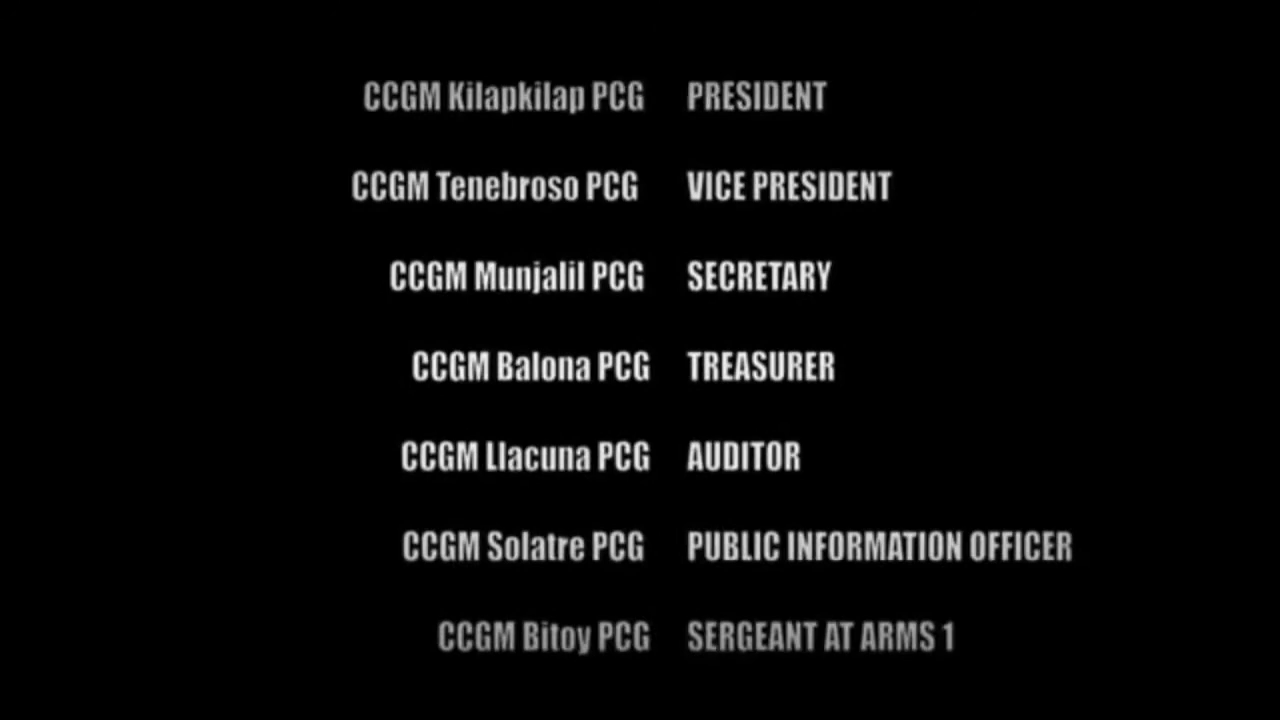 CCGM Kilapkilap PCG PRESIDENT
CCGM Tenebroso PCG VICE PRESIDENT
CCGM Munjalil PCG SECRETARY
CCGM Balona PCG TREASURER
CCGM Llacuna PCG AUDITOR
CCGM Solatre PCG PUBLIC INFORMATION OFFICER
CCGM Bitoy PCG SERGEANT AT ARMS 1